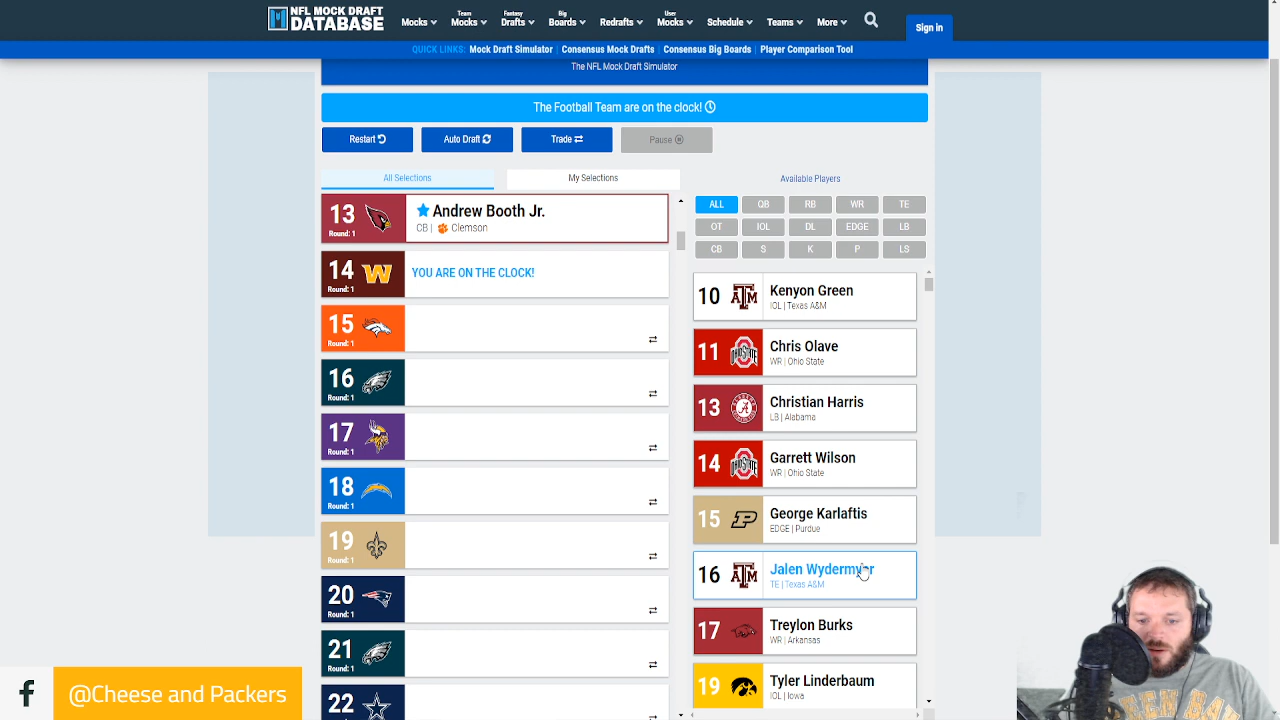 NFL MOCK DRAFT
DATABASE
Mocks
Team
Mocks
Fantasy
Drafts
Big
Boards
Redrafts
User
Mocks
Schedule
Teams
More
Sign in
QUICK LINKS: Mock Draft Simulator Consensus Mock Drafts Consensus Big Boards Player Comparison Tool
The NFL Mock Draft Simulator
The Football Team are on the clock!
Restart Auto Draft Trade Pause
All Selections My Selections
13
Round: 1
Andrew Booth Jr.
CB | Clemson
14
Round: 1
YOU ARE ON THE CLOCK!
15
Round: 1
16
Round: 1
17
Round: 1
18
Round: 1
19
Round: 1
20
Round: 1
21
Round: 1
22
Available Players
ALL QB RB WR TE
OT IOL DL EDGE LB
CB S K P LS
10
Kenyon Green
IOL | Texas A&M
11
Chris Olave
WR | Ohio State
13
Christian Harris
LB | Alabama
14
Garrett Wilson
WR | Ohio State
15
George Karlaftis
EDGE | Purdue
16
Jalen Wydermyer
TE | Texas A&M
17
Treylon Burks
WR | Arkansas
19
Tyler Linderbaum
IOL | Iowa
@Cheese and Packers